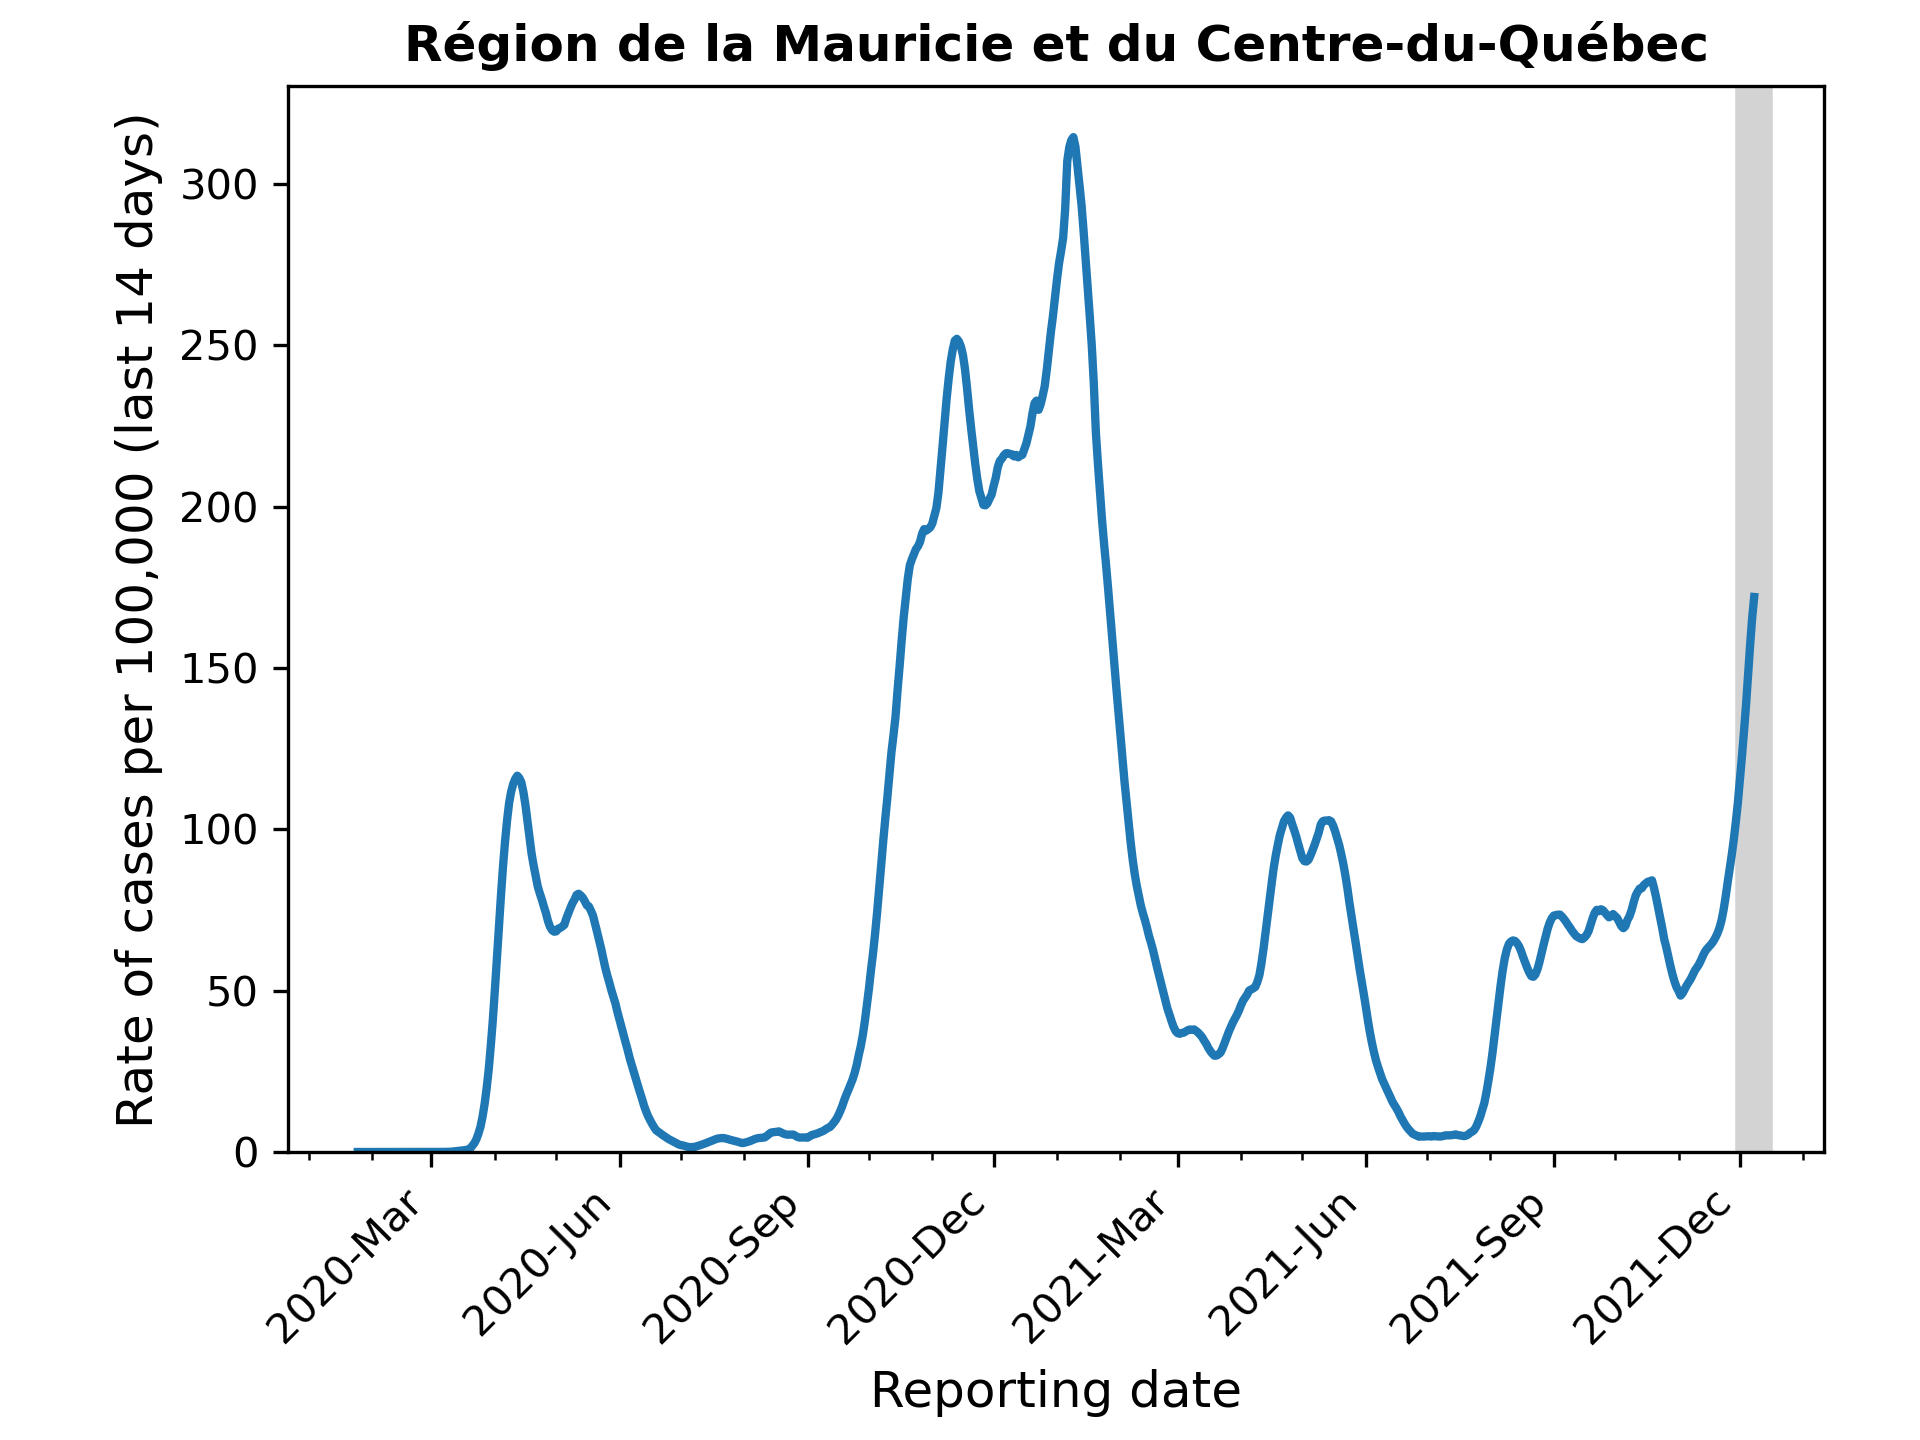 Région de la Mauricie et du Centre-du-Québec
Rate of cases per 100,000 (last 14 days)
300
250
200
150
100
50
0
2020-Mar
2020-Jun
2020-Sep
2020-Dec
2021-Mar
2021-Jun
2021-Sep
2021-Dec
Reporting date